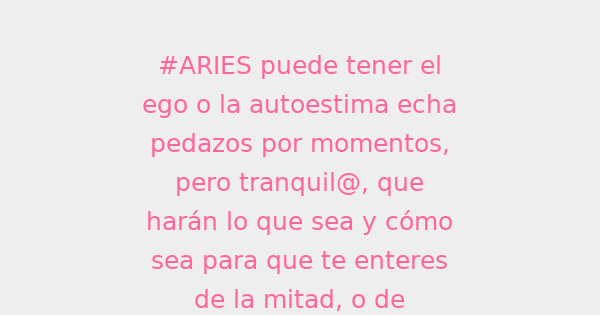 #ARIES puede tener el
ego o la autoestima echa
pedazos por momentos,
pero tranquil@, que
harán lo que sea y cómo
sea para que te enteres
de la mitad, o de